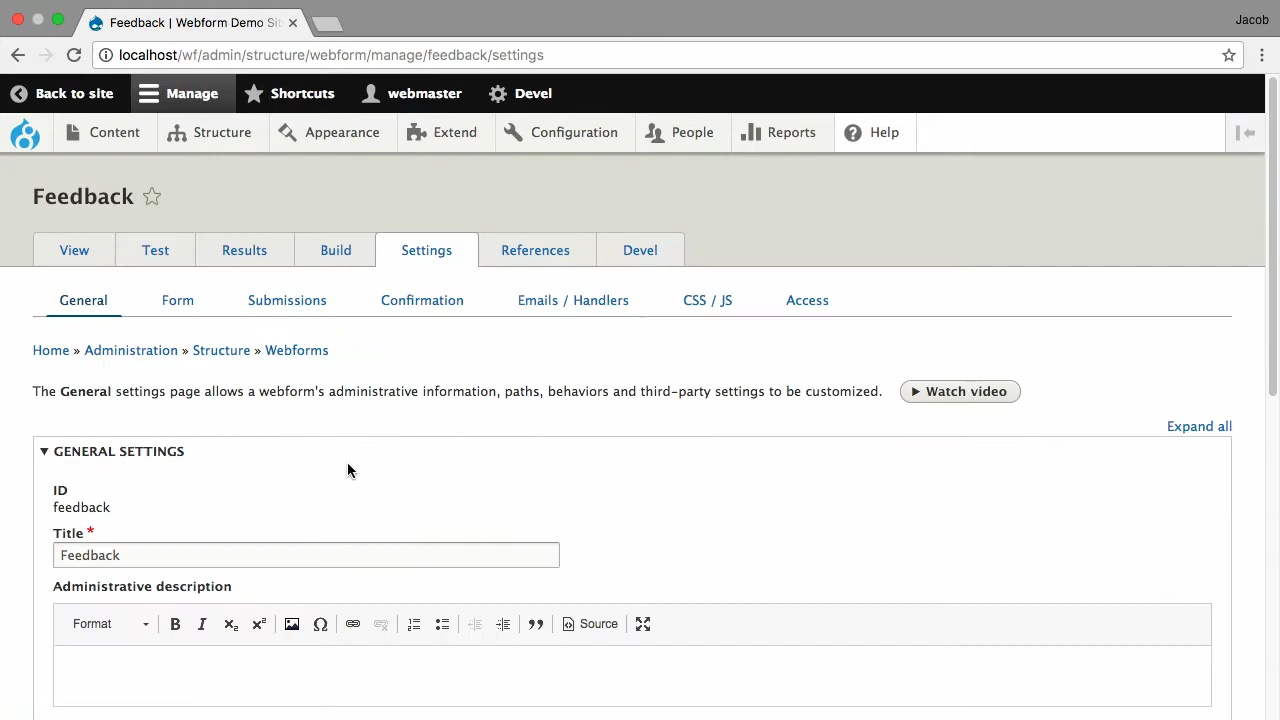 Feedback | Webform Demo Sit
Jacob
localhost/wf/admin/structure/webform/manage/feedback/settings
Back to site Manage Shortcuts webmaster Devel
Content Structure Appearance Extend Configuration People Reports Help
Feedback
View Test Results Build Settings References Devel
General Form Submissions Confirmation Emails / Handlers CSS / JS Access
Home » Administration » Structure » Webforms
The General settings page allows a webform's administrative information, paths, behaviors and third-party settings to be customized. Watch video
Expand all
GENERAL SETTINGS
ID
feedback
Title *
Feedback
Administrative description
Format B I x₂ x² Ω Source